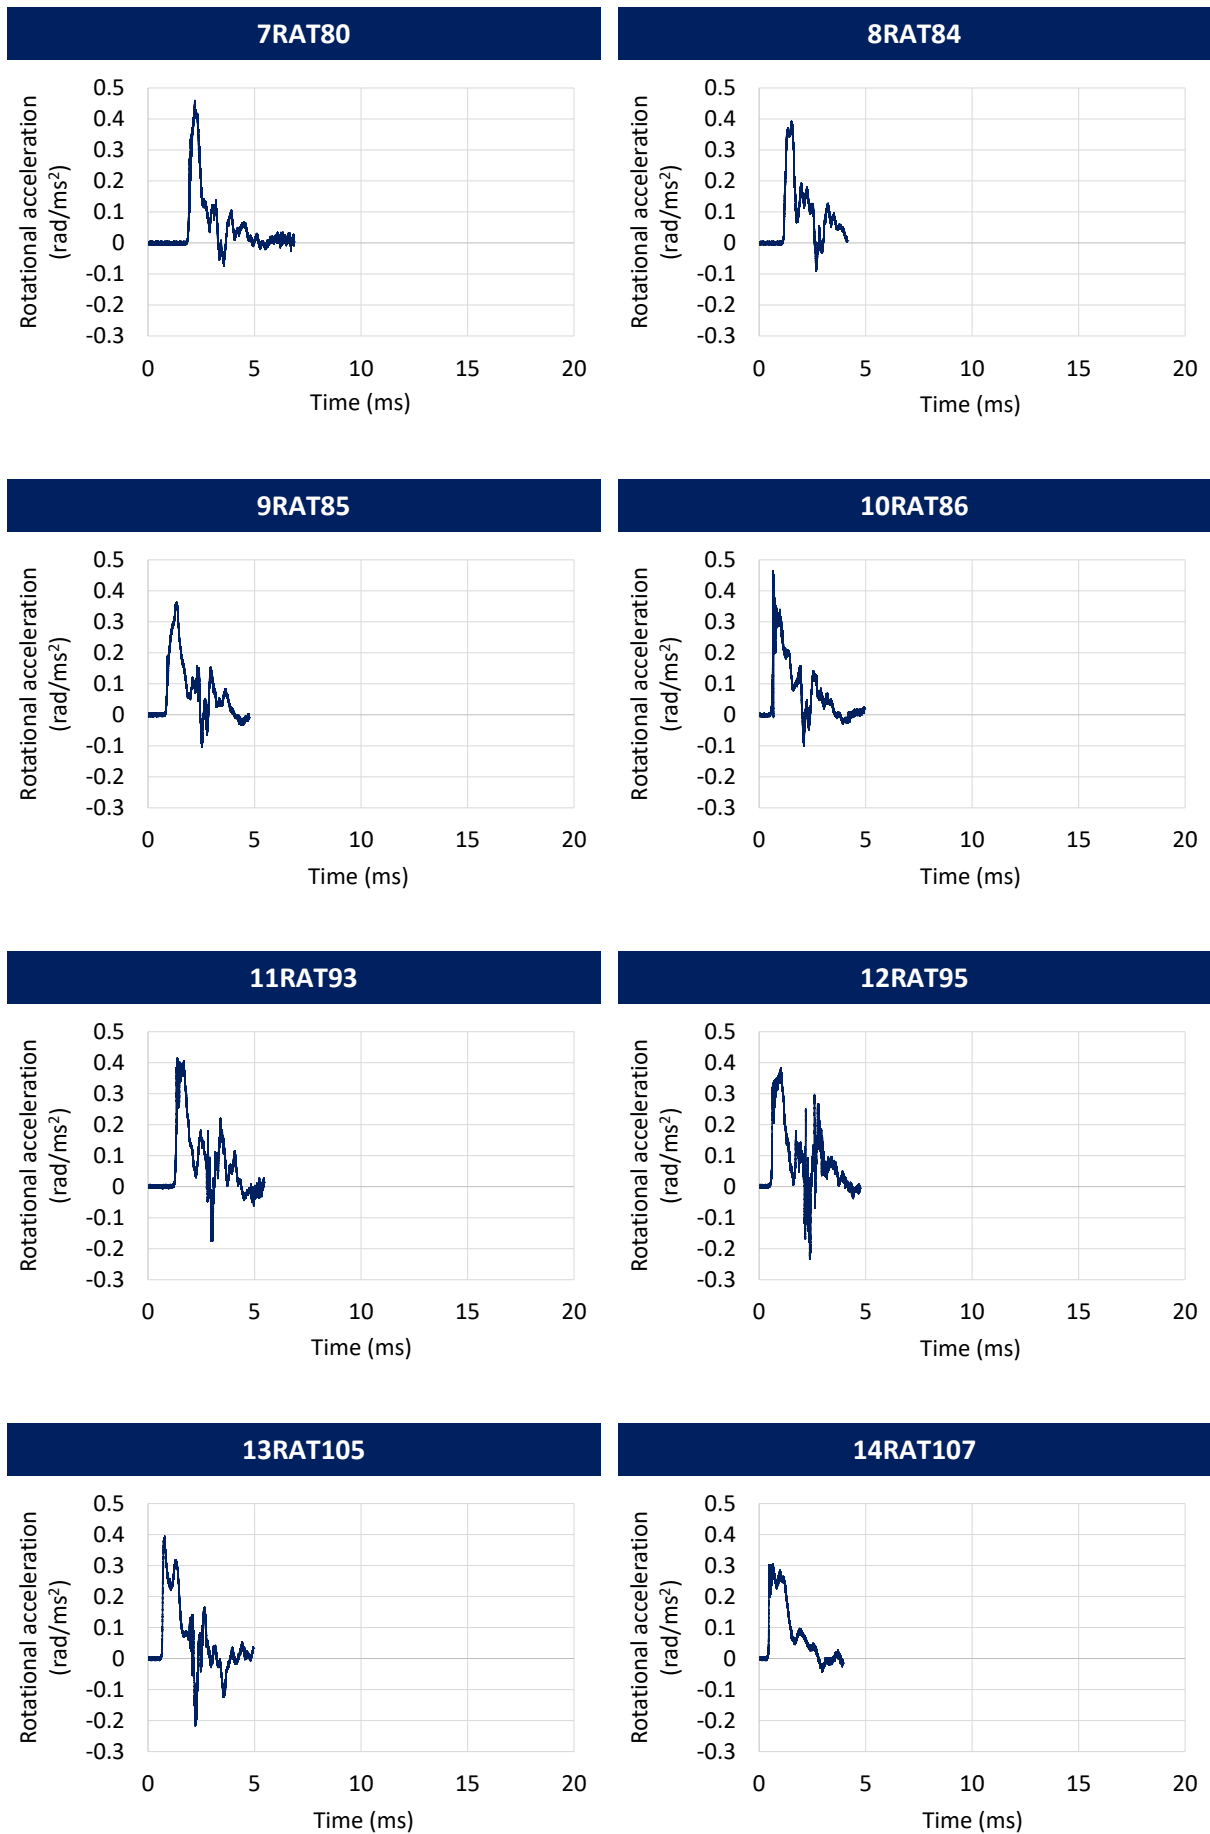 7RAT80
8RAT84
Rotational acceleration
(rad/ms²)
0.5
0.4
0.3
0.2
0.1
0
-0.1
-0.2
-0.3
0 5 10 15 20
Time (ms)
Rotational acceleration
(rad/ms²)
0.5
0.4
0.3
0.2
0.1
0
-0.1
-0.2
-0.3
0 5 10 15 20
Time (ms)
9RAT85
10RAT86
Rotational acceleration
(rad/ms²)
0.5
0.4
0.3
0.2
0.1
0
-0.1
-0.2
-0.3
0 5 10 15 20
Time (ms)
Rotational acceleration
(rad/ms²)
0.5
0.4
0.3
0.2
0.1
0
-0.1
-0.2
-0.3
0 5 10 15 20
Time (ms)
11RAT93
12RAT95
Rotational acceleration
(rad/ms²)
0.5
0.4
0.3
0.2
0.1
0
-0.1
-0.2
-0.3
0 5 10 15 20
Time (ms)
Rotational acceleration
(rad/ms²)
0.5
0.4
0.3
0.2
0.1
0
-0.1
-0.2
-0.3
0 5 10 15 20
Time (ms)
13RAT105
14RAT107
Rotational acceleration
(rad/ms²)
0.5
0.4
0.3
0.2
0.1
0
-0.1
-0.2
-0.3
0 5 10 15 20
Time (ms)
Rotational acceleration
(rad/ms²)
0.5
0.4
0.3
0.2
0.1
0
-0.1
-0.2
-0.3
0 5 10 15 20
Time (ms)